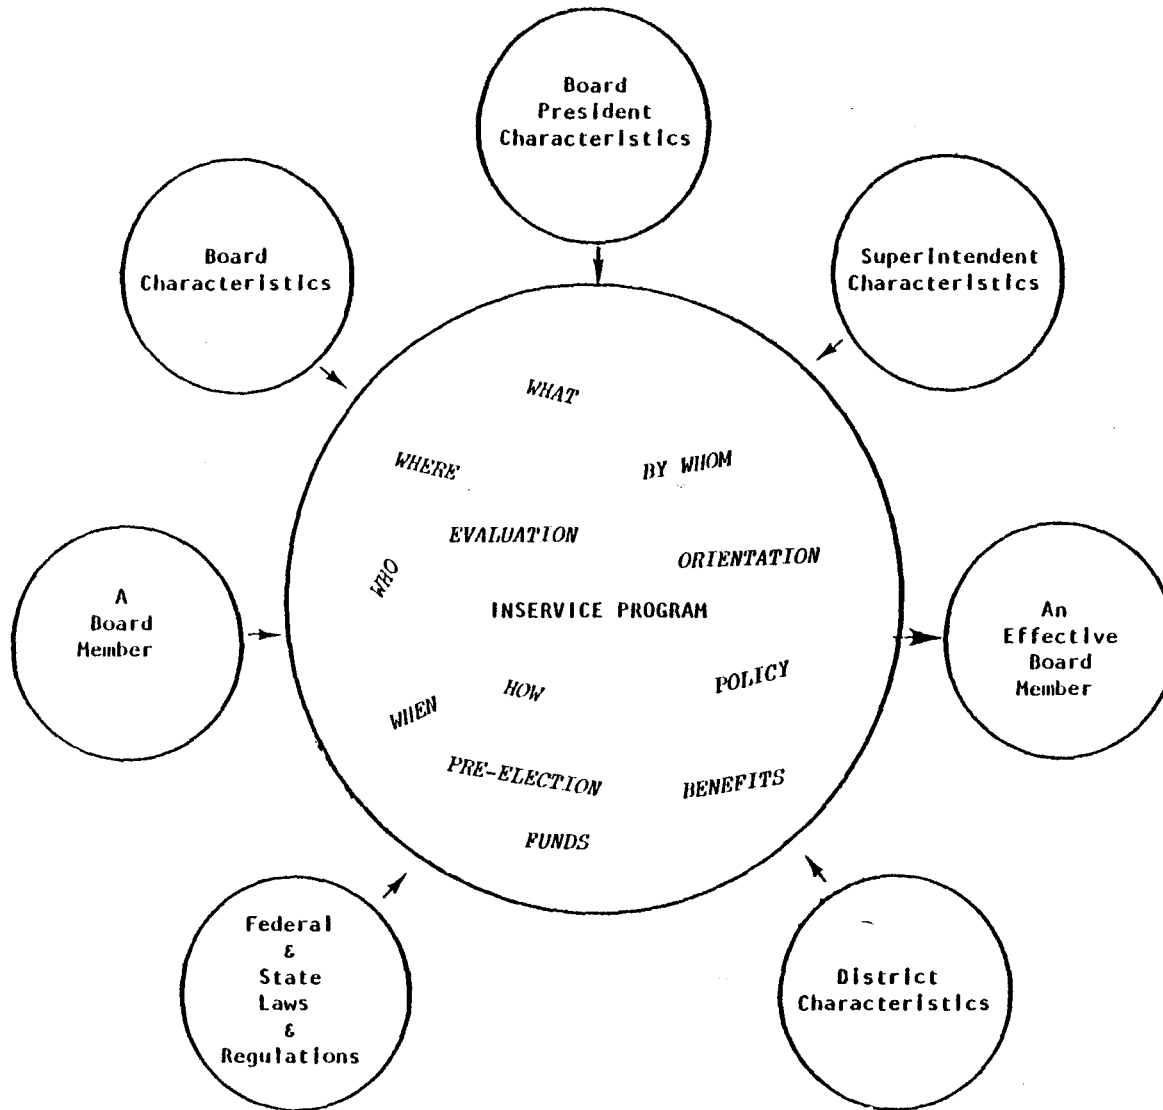 Board
President
Characteristics
Board
Characteristics
Superintendent
Characteristics
WHAT
WHERE
BY WHOM
EVALUATION
ORIENTATION
WHO
INSERVICE PROGRAM
A
Board
Member
An
Effective
Board
Member
POLICY
HOW
WHEN
PRE-ELECTION
BENEFITS
FUNDS
Federal
&
State
Laws
&
Regulations
District
Characteristics